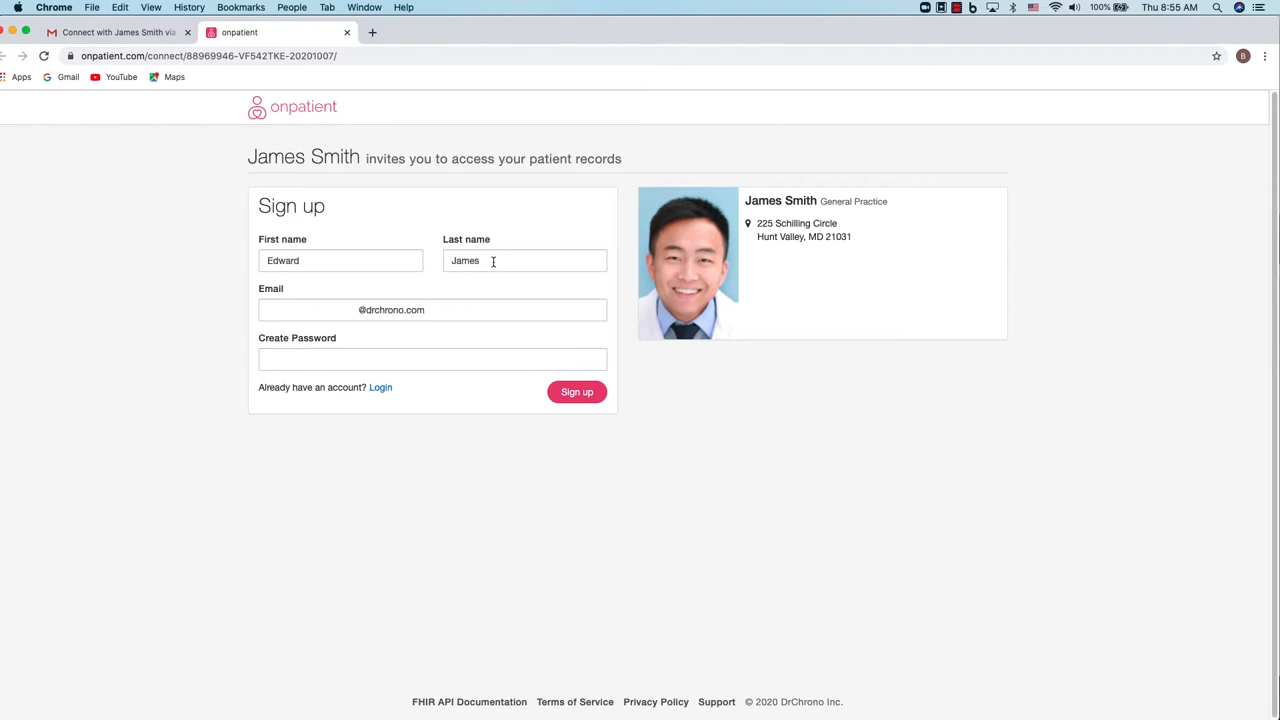 Chrome File Edit View History Bookmarks People Tab Window Help 100% Thu 8:55 AM
Connect with James Smith via onpatient
onpatient.com/connect/88969946-VF542TKE-20201007/ B
Apps Gmail YouTube Maps
onpatient
James Smith invites you to access your patient records
Sign up
First name Last name
Edward James
Email
@drchrono.com
Create Password
Already have an account? Login Sign up
James Smith General Practice
225 Schilling Circle
Hunt Valley, MD 21031
FHIR API Documentation Terms of Service Privacy Policy Support © 2020 DrChrono Inc.